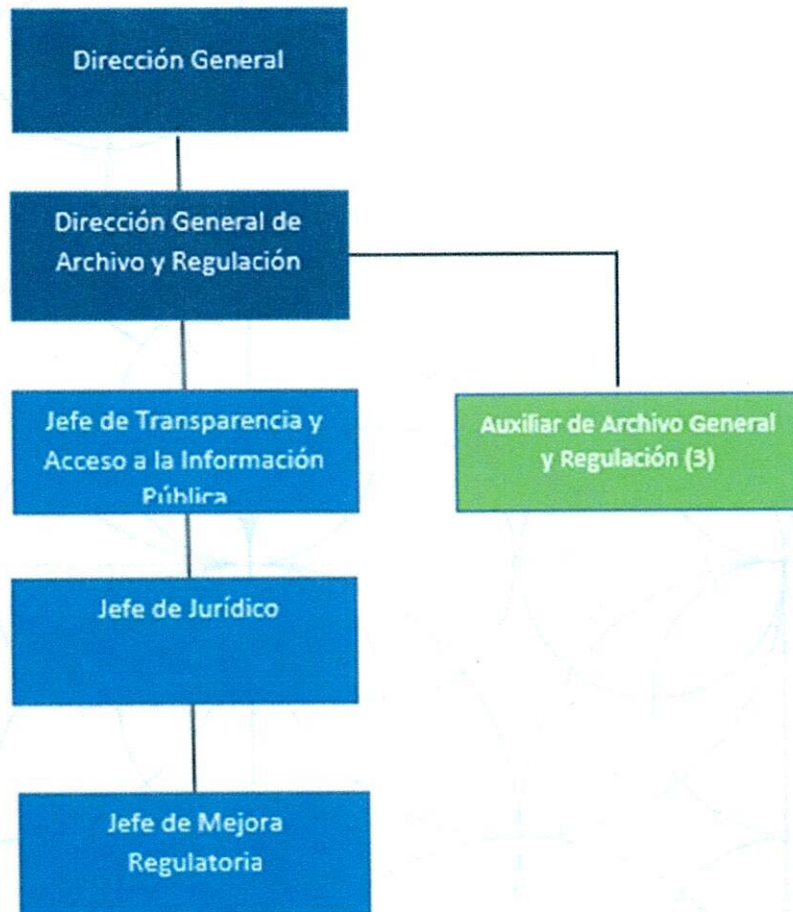 Dirección General
Dirección General de
Archivo y Regulación
Jefe de Transparencia y
Acceso a la Información
Pública
Auxiliar de Archivo General
y Regulación (3)
Jefe de Jurídico
Jefe de Mejora
Regulatoria